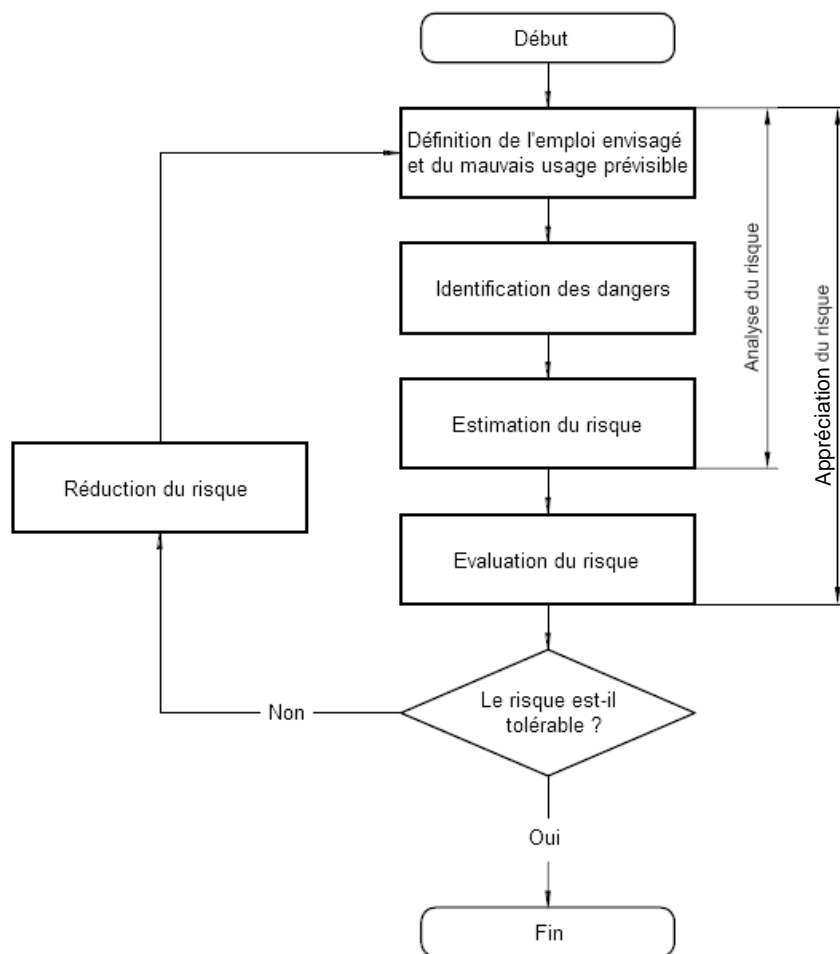 Début
Définition de l'emploi envisagé
et du mauvais usage prévisible
Identification des dangers
Estimation du risque
Evaluation du risque
Le risque est-il
tolérable ?
Non
Réduction du risque
Oui
Fin
Analyse du risque
Appréciation du risque